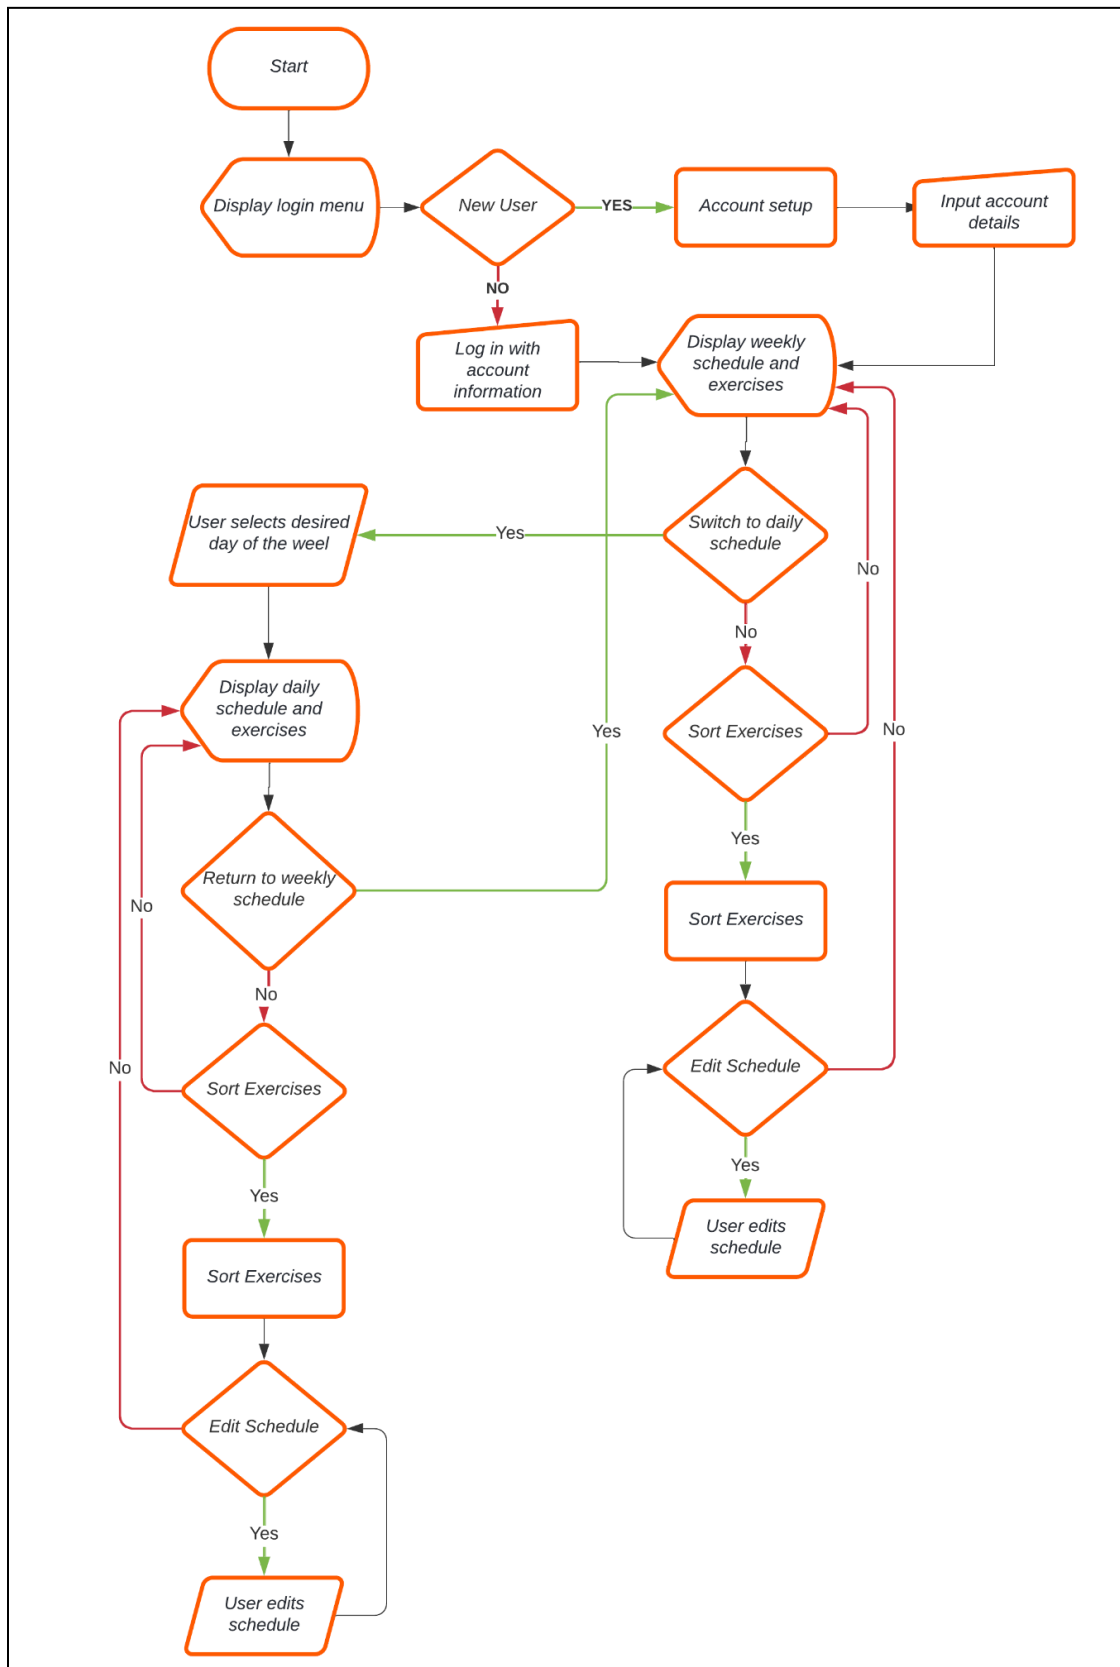 Start
Display login menu
New User
YES
Account setup
Input account
details
NO
Log in with
account
information
Display weekly
schedule and
exercises
User selects desired
day of the weel
Yes
Switch to daily
schedule
No
No
Display daily
schedule and
exercises
Yes
Sort Exercises
No
Yes
Return to weekly
schedule
No
Sort Exercises
No
Edit Schedule
No
Sort Exercises
Yes
User edits
schedule
Yes
Sort Exercises
Edit Schedule
Yes
User edits
schedule